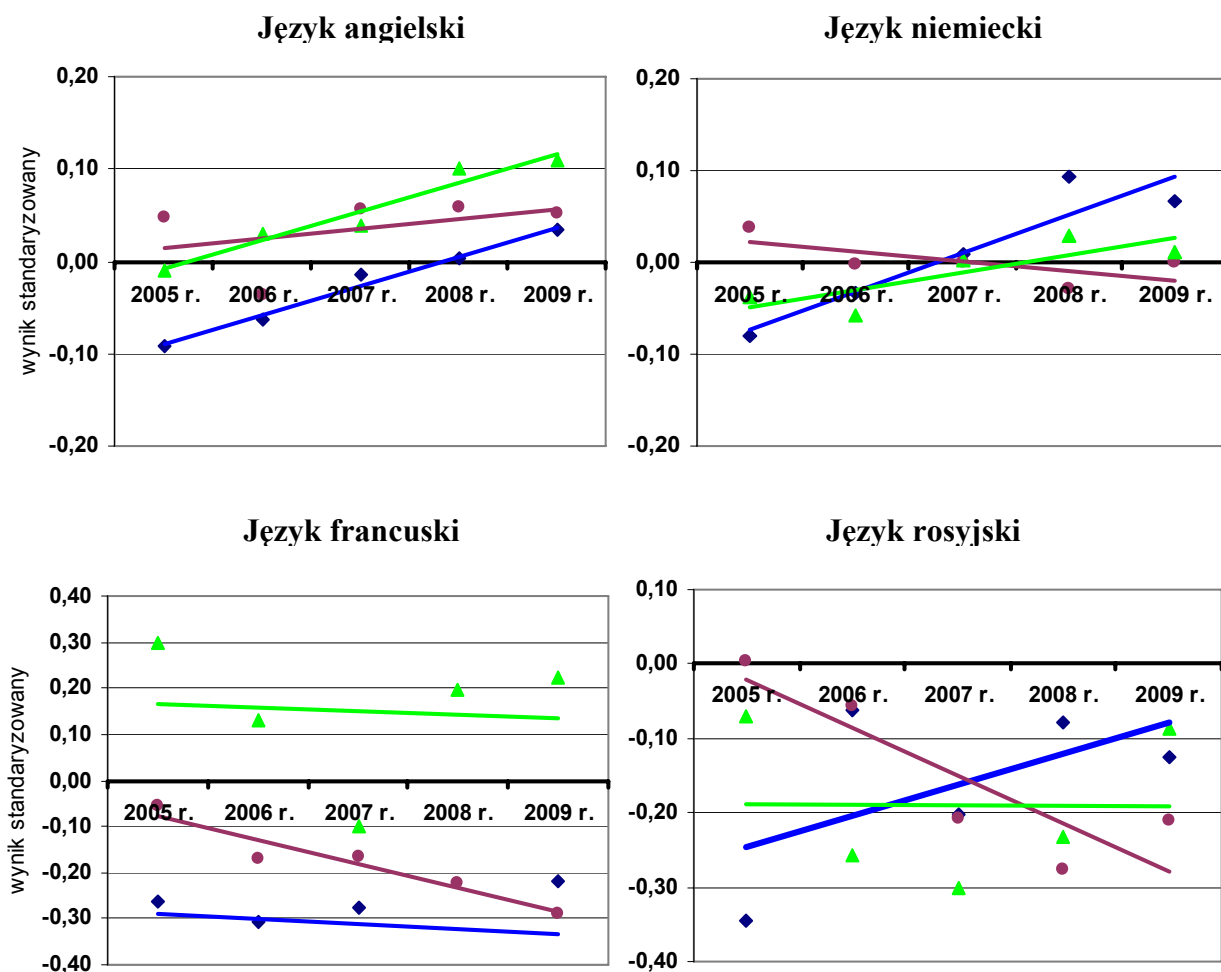 Język angielski
0,20
0,10
0,00
-0,10
-0,20
wynik standaryzowany
2005 r. 2006 r. 2007 r. 2008 r. 2009 r.
Język niemiecki
0,20
0,10
0,00
-0,10
-0,20
2005 r. 2006 r. 2007 r. 2008 r. 2009 r.
Język francuski
0,40
0,30
0,20
0,10
0,00
-0,10
-0,20
-0,30
-0,40
wynik standaryzowany
2005 r. 2006 r. 2007 r. 2008 r. 2009 r.
Język rosyjski
0,10
0,00
-0,10
-0,20
-0,30
-0,40
2005 r. 2006 r. 2007 r. 2008 r. 2009 r.